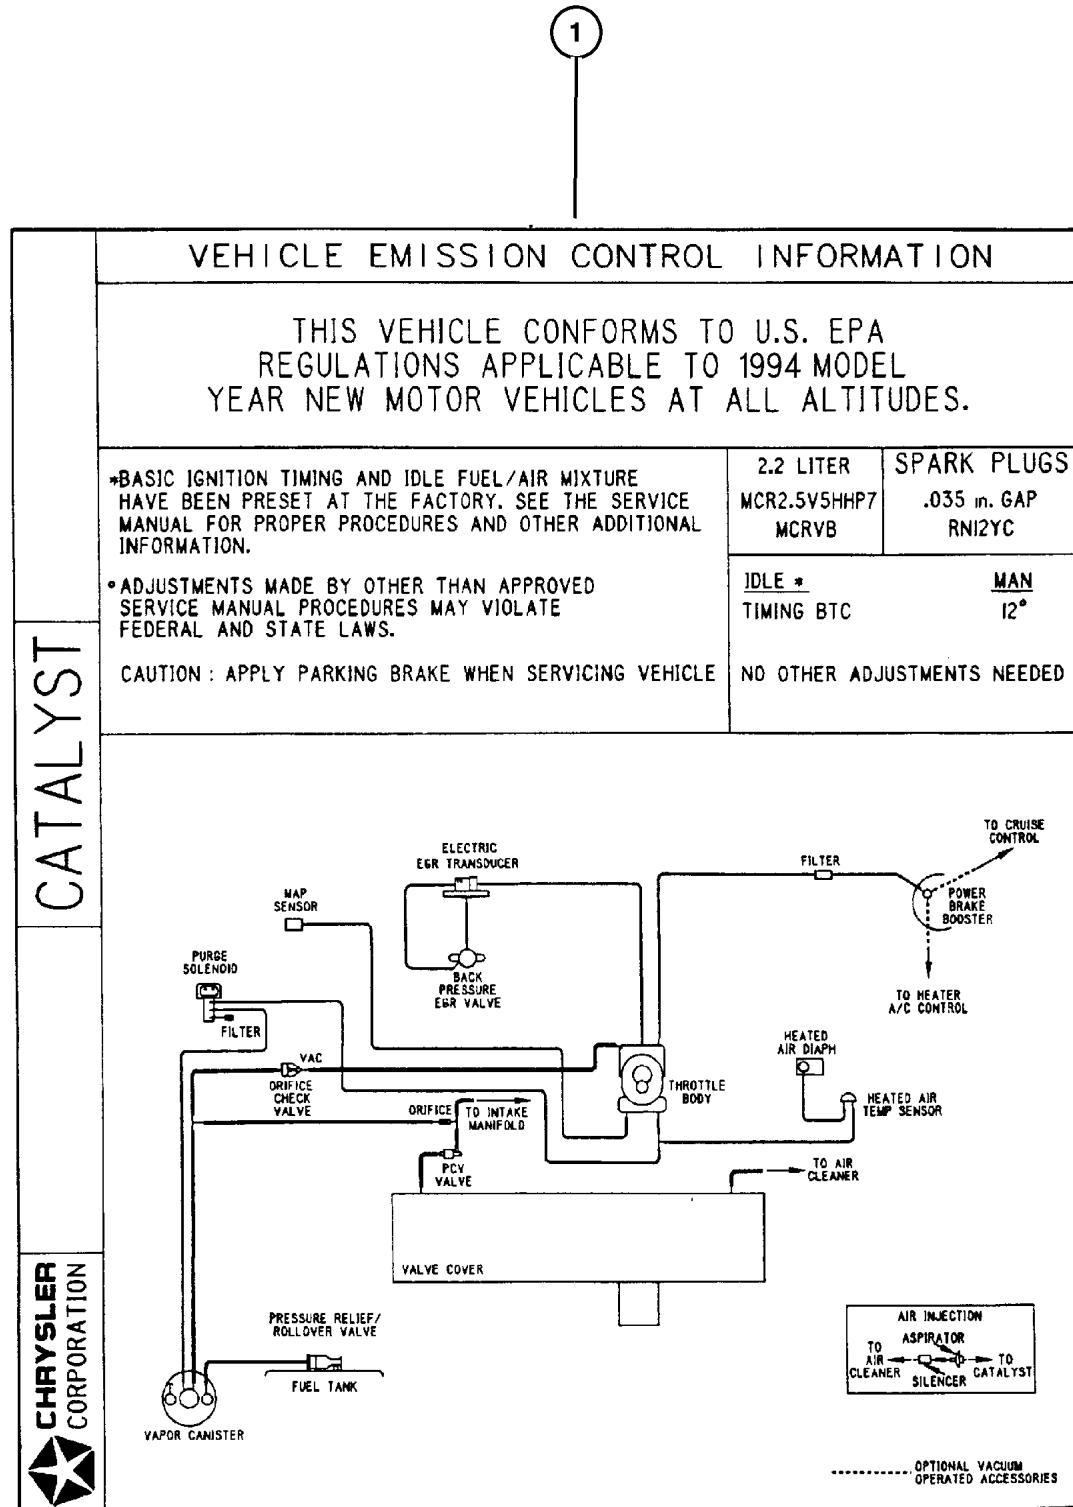 1
VEHICLE EMISSION CONTROL INFORMATION
THIS VEHICLE CONFORMS TO U.S. EPA
REGULATIONS APPLICABLE TO 1994 MODEL
YEAR NEW MOTOR VEHICLES AT ALL ALTITUDES.
*BASIC IGNITION TIMING AND IDLE FUEL/AIR MIXTURE
HAVE BEEN PRESET AT THE FACTORY. SEE THE SERVICE
MANUAL FOR PROPER PROCEDURES AND OTHER ADDITIONAL
INFORMATION.
•ADJUSTMENTS MADE BY OTHER THAN APPROVED
SERVICE MANUAL PROCEDURES MAY VIOLATE
FEDERAL AND STATE LAWS.
CAUTION : APPLY PARKING BRAKE WHEN SERVICING VEHICLE
2.2 LITER
MCR2.5V5HHP7
MCRVB
SPARK PLUGS
.035 in. GAP
RN12YC
IDLE * MAN
TIMING BTC 12°
NO OTHER ADJUSTMENTS NEEDED
CATALYST
CHRYSLER
CORPORATION
TO CRUISE
CONTROL
ELECTRIC
EGR TRANSDUCER
FILTER
MAP
SENSOR
POWER
BRAKE
BOOSTER
PURGE
SOLENOID
BACK
PRESSURE
EGR VALVE
TO HEATER
A/C CONTROL
FILTER
HEATED
AIR DIAPH
VAC
ORIFICE
CHECK
VALVE
THROTTLE
BODY
HEATED AIR
TEMP SENSOR
ORIFICE
TO INTAKE
MANIFOLD
PCV
VALVE
TO AIR
CLEANER
VALVE COVER
PRESSURE RELIEF/
ROLLOVER VALVE
FUEL TANK
VAPOR CANISTER
AIR INJECTION
ASPIRATOR
TO
AIR
CLEANER
SILENCER
TO
CATALYST
OPTIONAL VACUUM
OPERATED ACCESSORIES